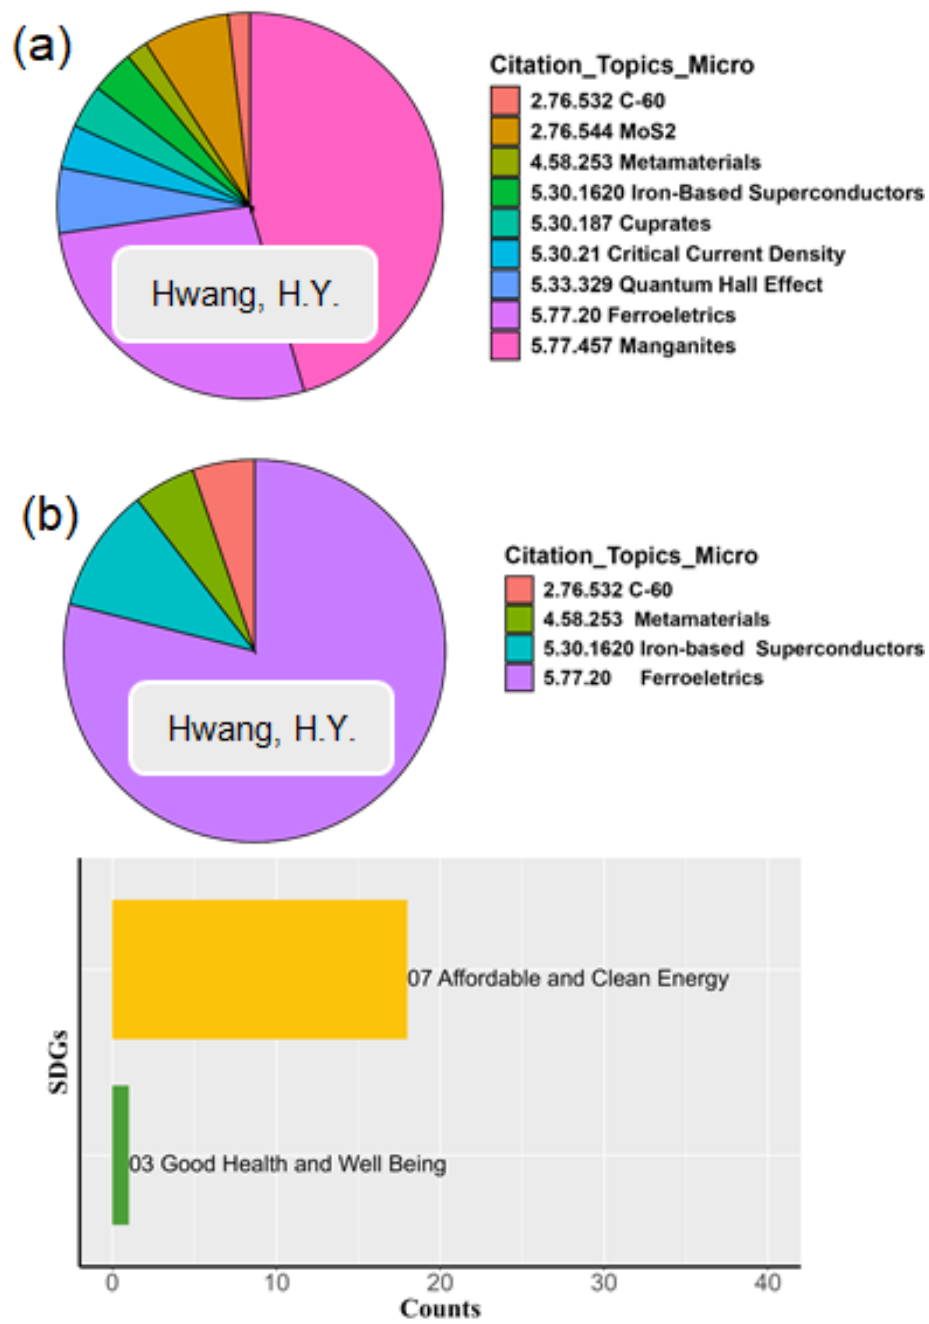 (a)
Hwang, H.Y.
Citation_Topics_Micro
2.76.532 C-60
2.76.544 MoS2
4.58.253 Metamaterials
5.30.1620 Iron-Based Superconductors
5.30.187 Cuprates
5.30.21 Critical Current Density
5.33.329 Quantum Hall Effect
5.77.20 Ferroeletrics
5.77.457 Manganites
(b)
Hwang, H.Y.
Citation_Topics_Micro
2.76.532 C-60
4.58.253 Metamaterials
5.30.1620 Iron-based Superconductors
5.77.20 Ferroeletrics
SDGs
07 Affordable and Clean Energy
03 Good Health and Well Being
0 10 20 30 40
Counts